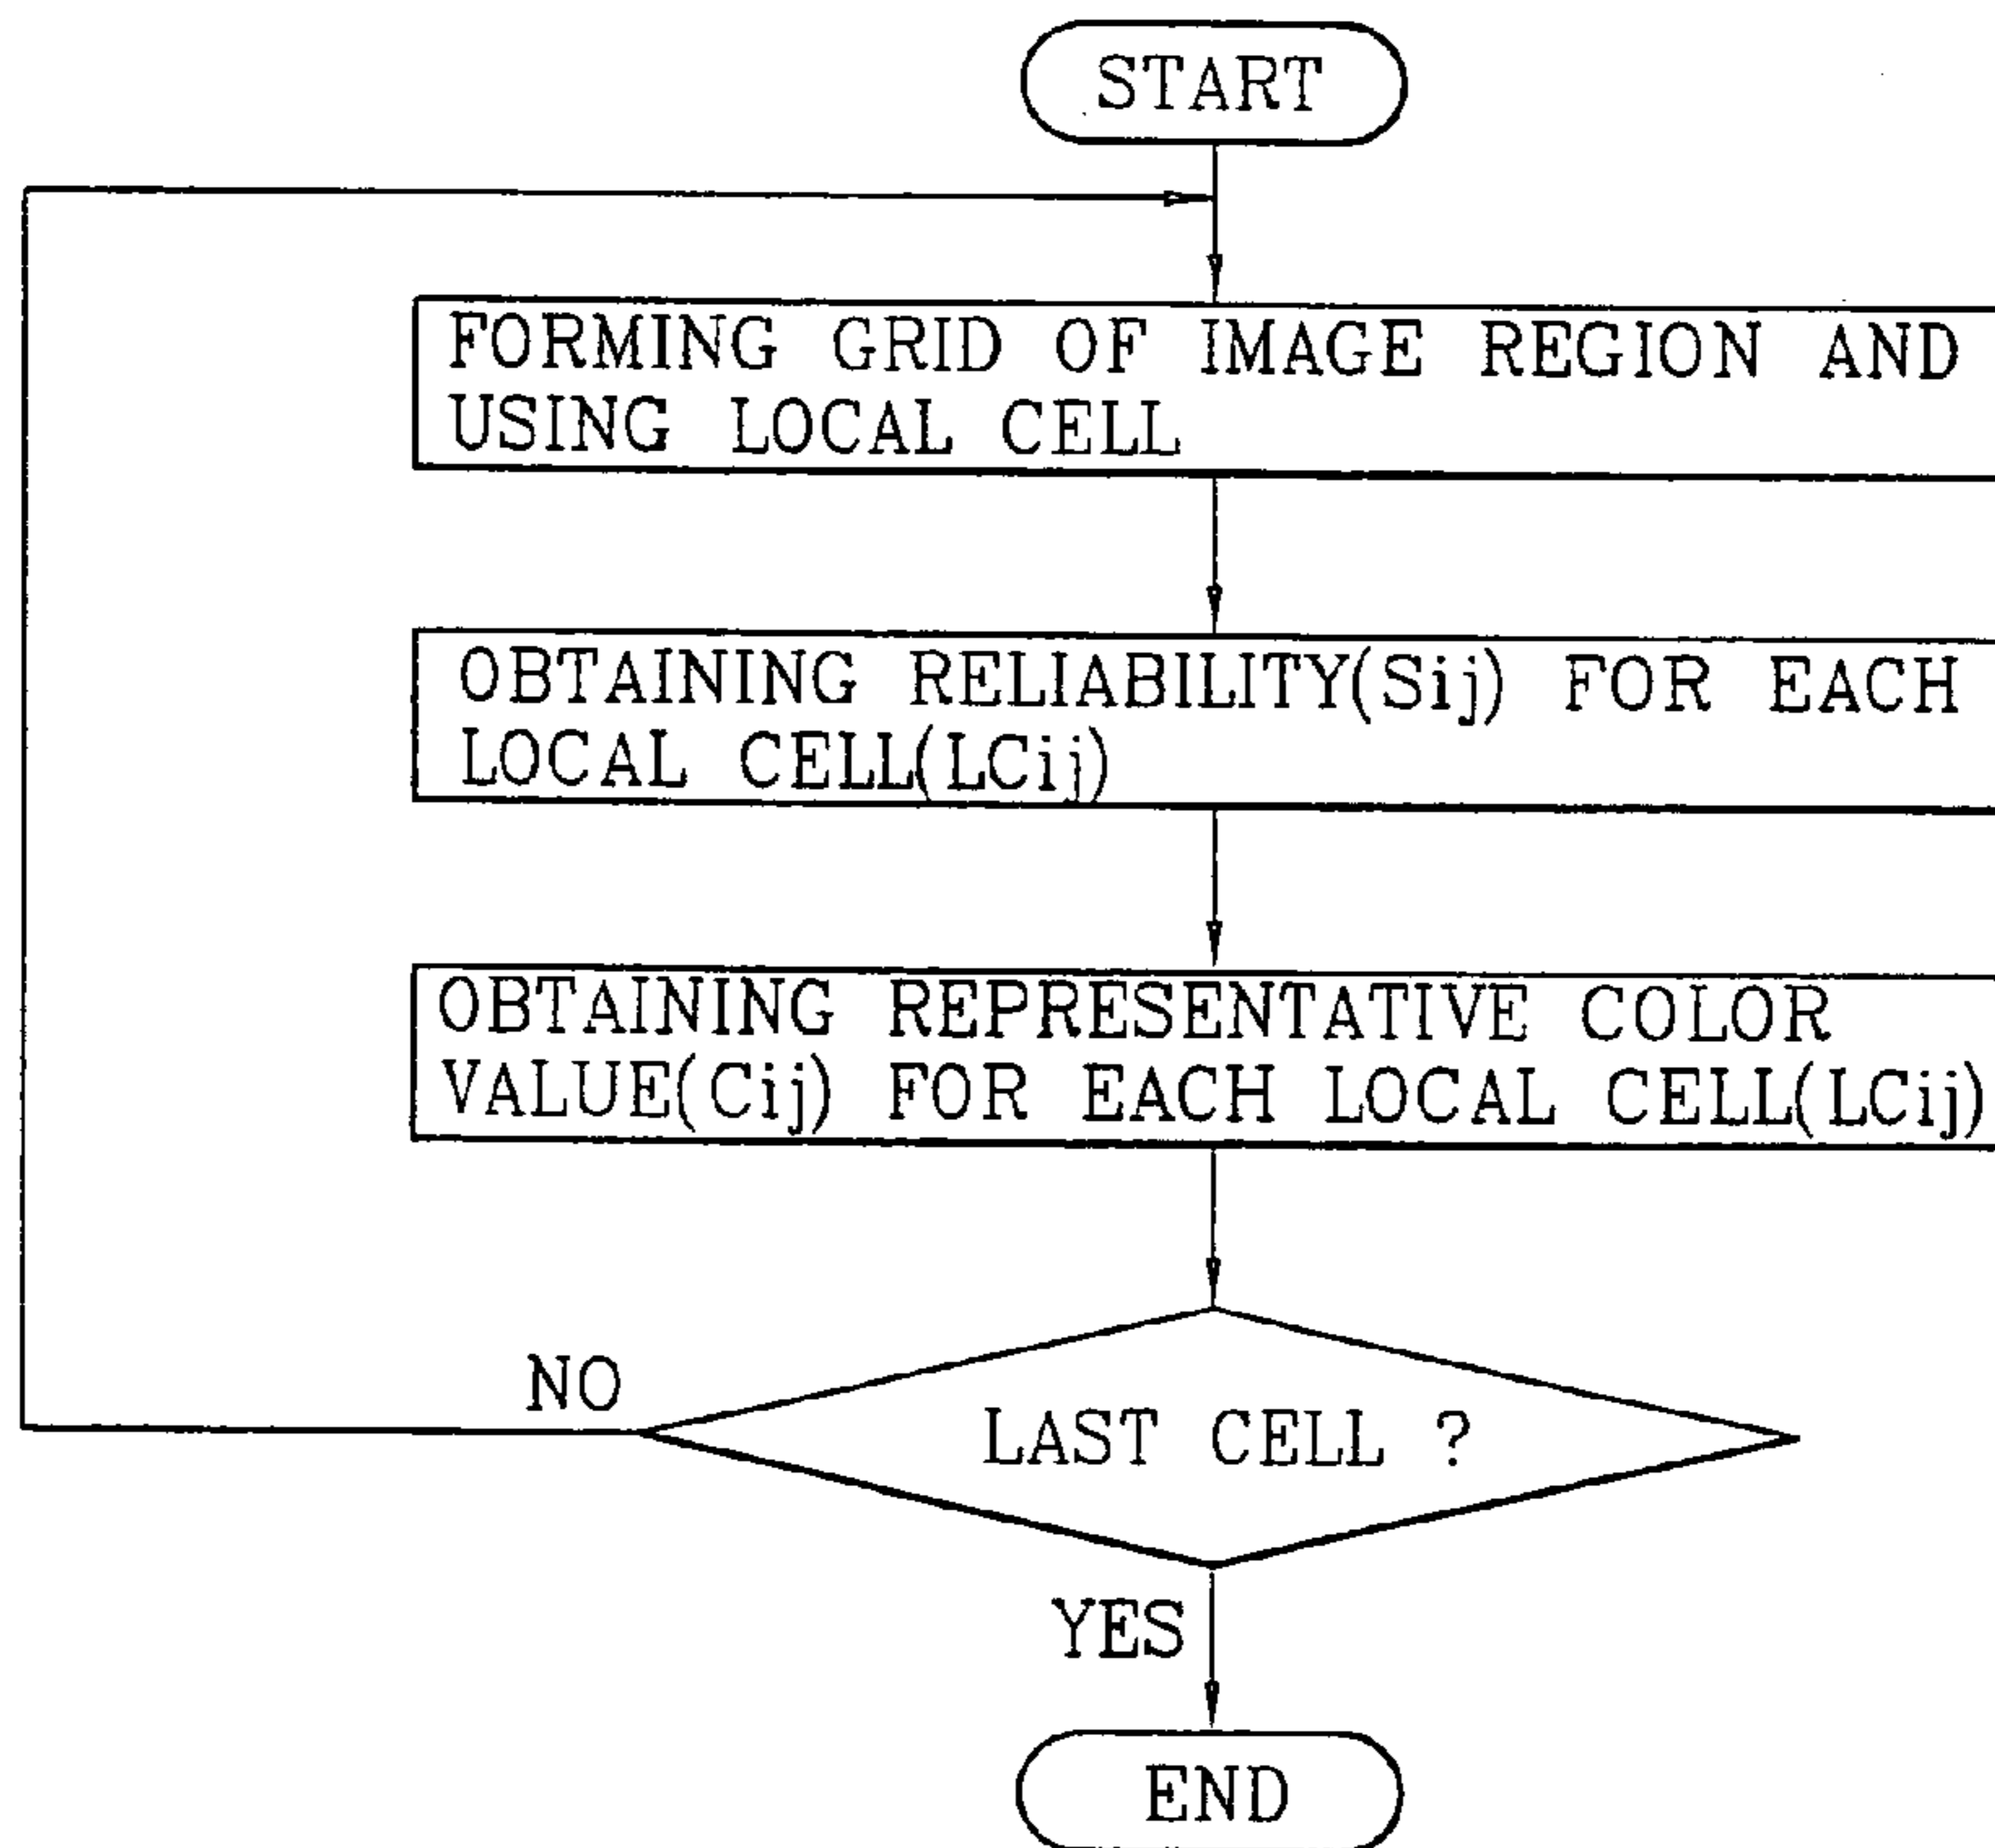 START
FORMING GRID OF IMAGE REGION AND
USING LOCAL CELL
OBTAINING RELIABILITY(Sij) FOR EACH
LOCAL CELL(LCij)
OBTAINING REPRESENTATIVE COLOR
VALUE(Cij) FOR EACH LOCAL CELL(LCij)
NO
LAST CELL ?
YES
END